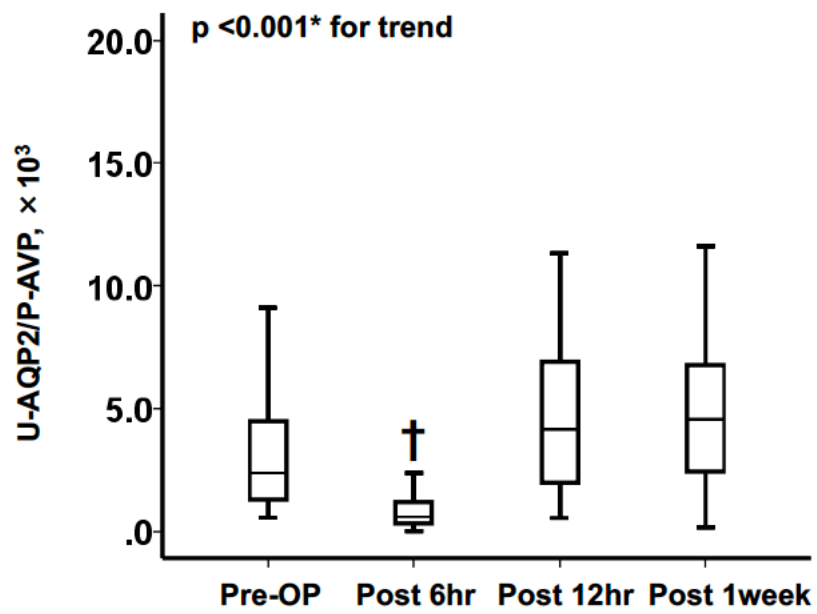 p <0.001* for trend
U-AQP2/P-AVP, × 10³
20.0
15.0
10.0
5.0
.0
†
Pre-OP Post 6hr Post 12hr Post 1week